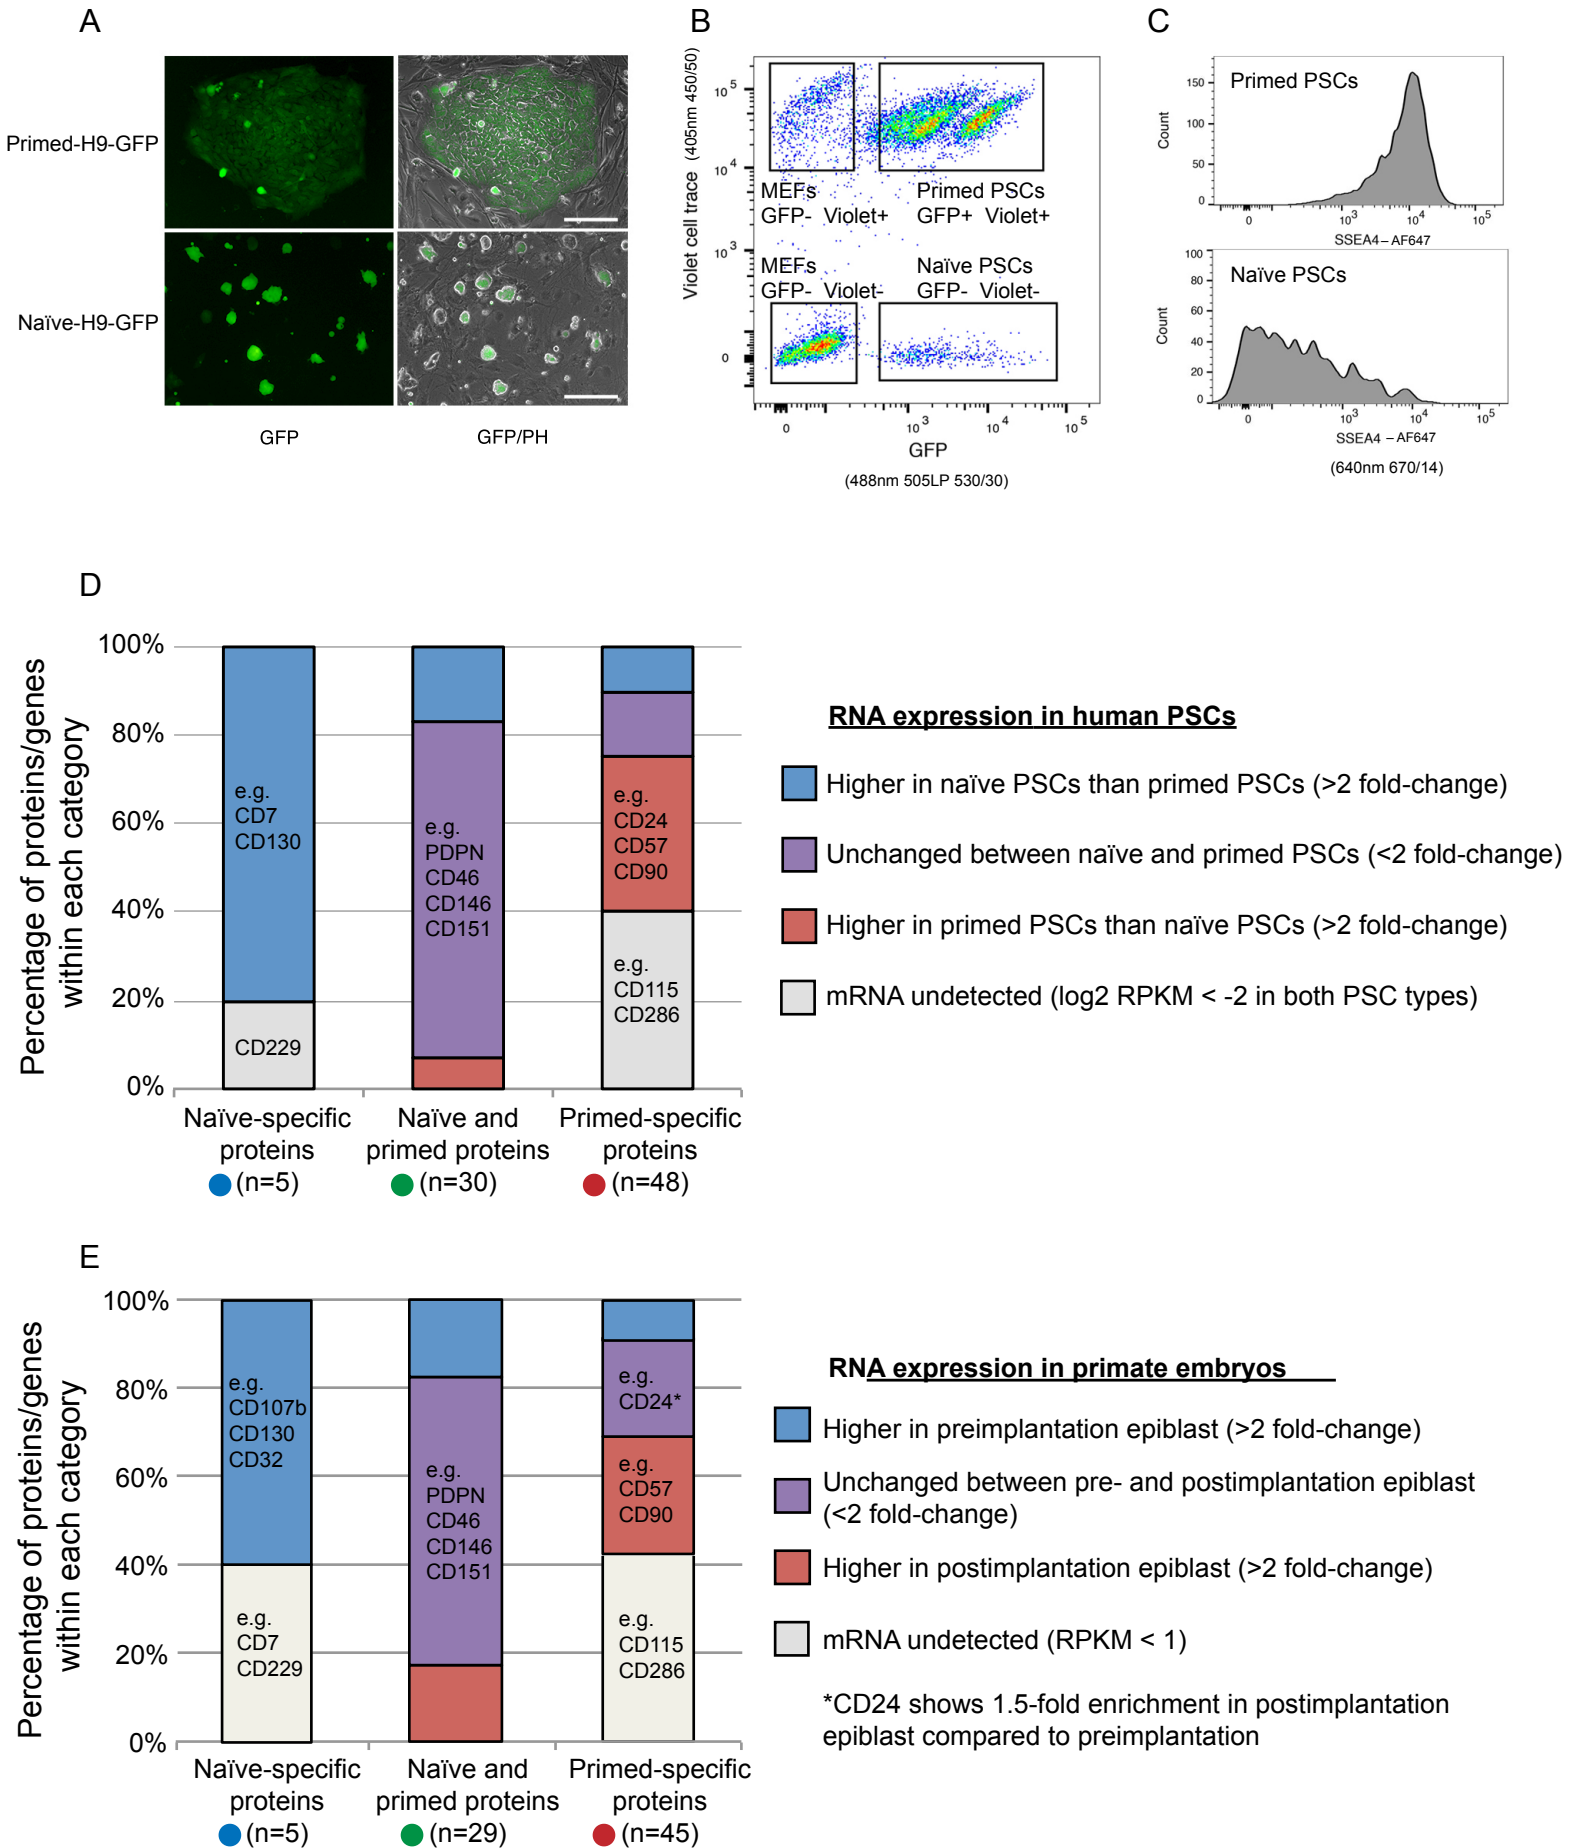 A
Primed-H9-GFP
Naïve-H9-GFP
GFP
GFP/PH
B
Violet cell trace (405nm 450/50)
10^5
10^4
10^3
0
MEFs
GFP- Violet+
Primed PSCs
GFP+ Violet+
MEFs
GFP- Violet-
Naïve PSCs
GFP- Violet-
0
10^3
10^4
10^5
GFP
(488nm 505LP 530/30)
C
Primed PSCs
Count
150
100
50
0
0
10^3
10^4
10^5
SSEA4-AF647
Naïve PSCs
Count
100
80
60
40
20
0
0
10^3
10^4
10^5
SSEA4 - AF647
(640nm 670/14)
D
Percentage of proteins/genes
within each category
100%
80%
60%
40%
20%
0%
e.g.
CD7
CD130
CD229
e.g.
PDPN
CD46
CD146
CD151
e.g.
CD24
CD57
CD90
e.g.
CD115
CD286
Naïve-specific
proteins
(n=5)
Naïve and
primed proteins
(n=30)
Primed-specific
proteins
(n=48)
RNA expression in human PSCs
Higher in naïve PSCs than primed PSCs (>2 fold-change)
Unchanged between naïve and primed PSCs (<2 fold-change)
Higher in primed PSCs than naïve PSCs (>2 fold-change)
mRNA undetected (log2 RPKM < -2 in both PSC types)
E
Percentage of proteins/genes
within each category
100%
80%
60%
40%
20%
0%
e.g.
CD107b
CD130
CD32
e.g.
CD7
CD229
e.g.
PDPN
CD46
CD146
CD151
e.g.
CD24*
e.g.
CD57
CD90
e.g.
CD115
CD286
Naïve-specific
proteins
(n=5)
Naïve and
primed proteins
(n=29)
Primed-specific
proteins
(n=45)
RNA expression in primate embryos
Higher in preimplantation epiblast (>2 fold-change)
Unchanged between pre- and postimplantation epiblast
(<2 fold-change)
Higher in postimplantation epiblast (>2 fold-change)
mRNA undetected (RPKM < 1)
*CD24 shows 1.5-fold enrichment in postimplantation
epiblast compared to preimplantation